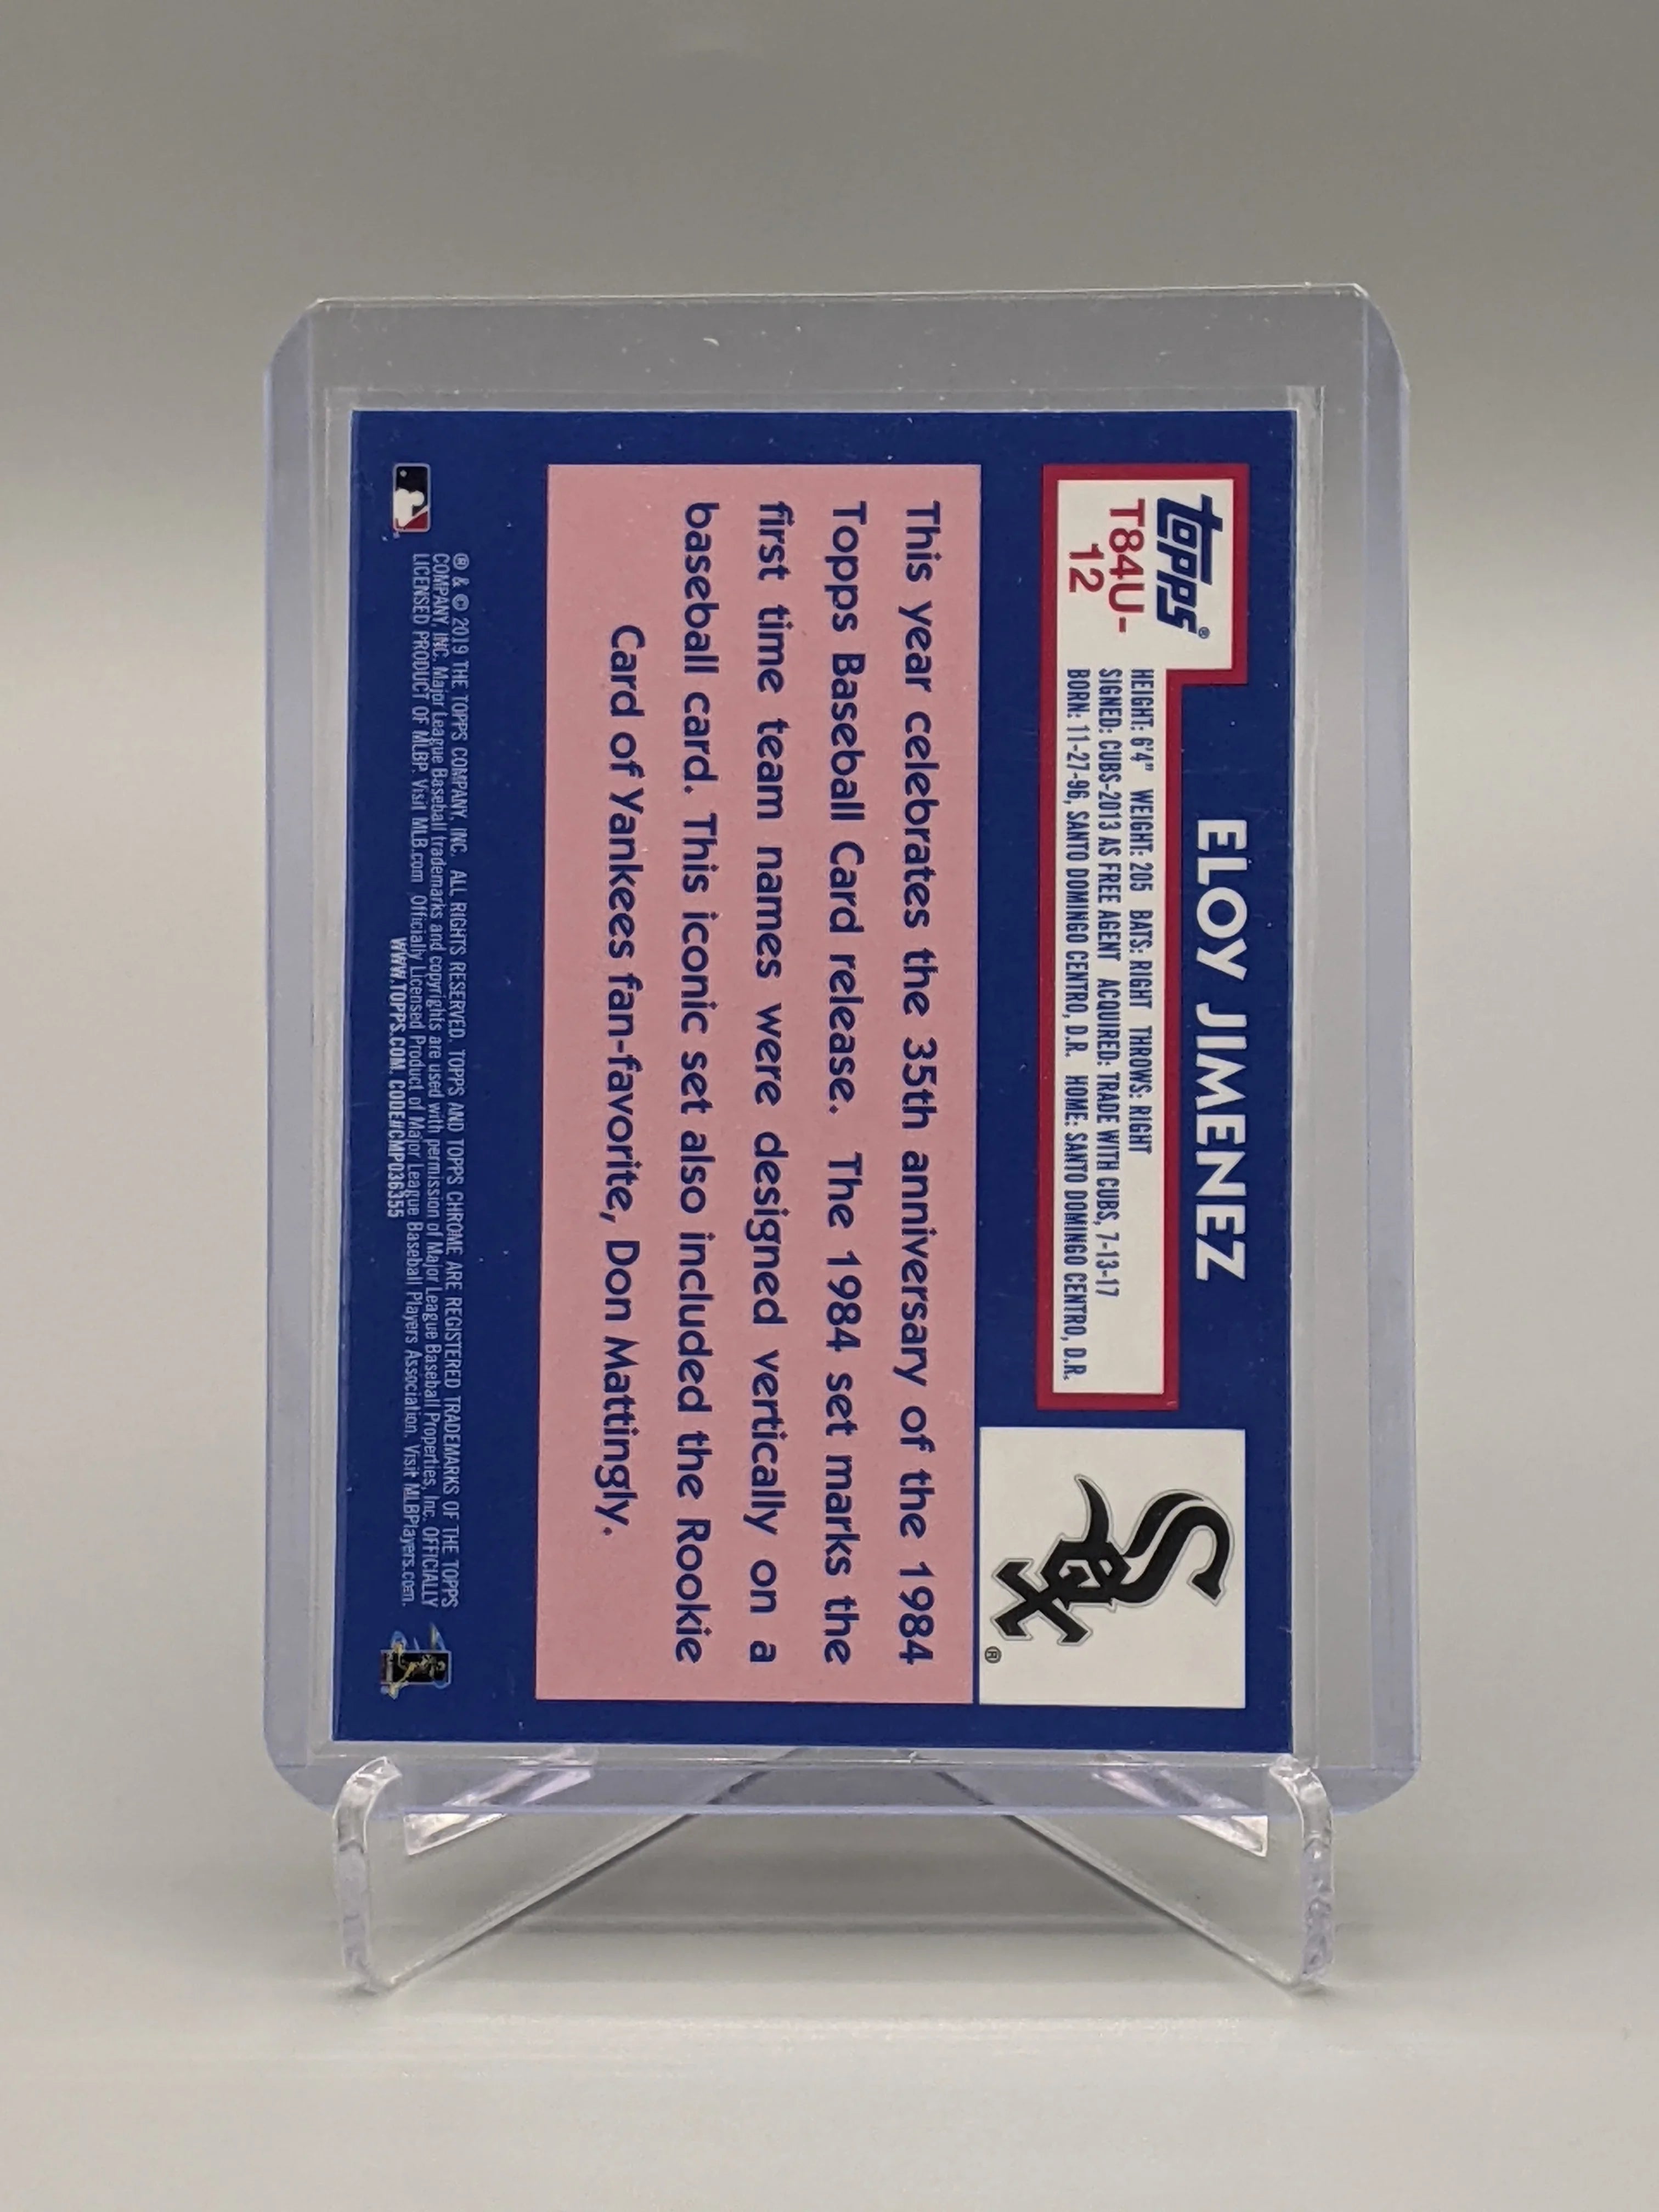 ELOY JIMENEZ
topps®
T84U-
12
HEIGHT: 6'4" WEIGHT: 205 BATS: RIGHT THROWS: RIGHT
SIGNED: CUBS-2013 AS FREE AGENT ACQUIRED: TRADE WITH CUBS, 7-13-17
BORN: 11-27-96, SANTO DOMINGO CENTRO, D.R. HOME: SANTO DOMINGO CENTRO, D.R.
Sox
®
This year celebrates the 35th anniversary of the 1984
Topps Baseball Card release. The 1984 set marks the
first time team names were designed vertically on a
baseball card. This iconic set also included the Rookie
Card of Yankees fan-favorite, Don Mattingly.
® & © 2019 THE TOPPS COMPANY, INC. ALL RIGHTS RESERVED. TOPPS AND TOPPS CHROME ARE REGISTERED TRADEMARKS OF THE TOPPS
COMPANY, INC. Major League Baseball trademarks and copyrights are used with permission of Major League Baseball Properties, Inc. OFFICIALLY
LICENSED PRODUCT OF MLBP. Visit MLB.com Officially Licensed Product of Major League Baseball Players Association. Visit MLBPlayers.com.
WWW.TOPPS.COM. CODE#CMP036355